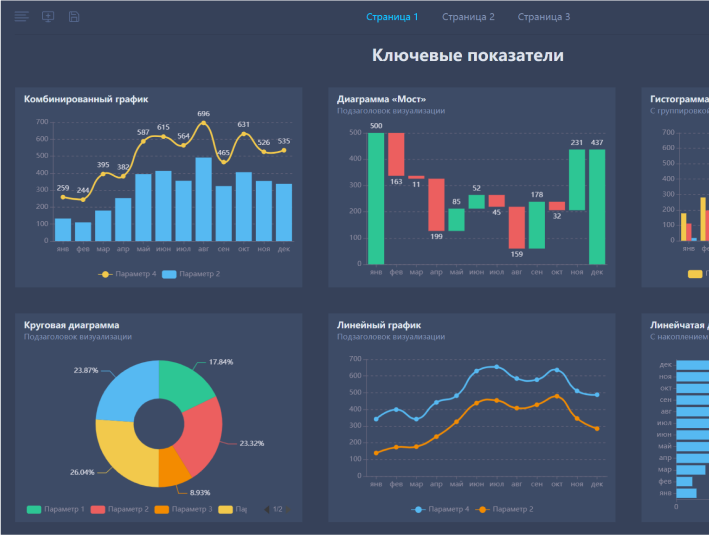 Страница 1 Страница 2 Страница 3
Ключевые показатели
Комбинированный график
700
600
500
400
300
200
100
0
259 244 395 382 587 615 564 696 465 631 526 535
янв фев мар апр май июн июл авг сен окт ноя дек
Параметр 4 Параметр 2
Диаграмма «Мост»
Подзаголовок визуализации
500
400
300
200
100
0
500 163 11 199 85 52 45 159 178 32 231 437
янв фев мар апр май июн июл авг сен окт ноя дек
Гистограмма
С группировкой
700
600
500
400
300
200
100
0
янв
Круговая диаграмма
Подзаголовок визуализации
17.84%
23.87%
23.32%
26.04%
8.93%
Параметр 1 Параметр 2 Параметр 3 1/2
Линейный график
Подзаголовок визуализации
700
600
500
400
300
200
100
0
янв фев мар апр май июн июл авг сен окт ноя дек
Параметр 4 Параметр 2
Линейчатая
С накоплением
дек
ноя
окт
сен
авг
июл
июн
май
апр
мар
фев
янв
0